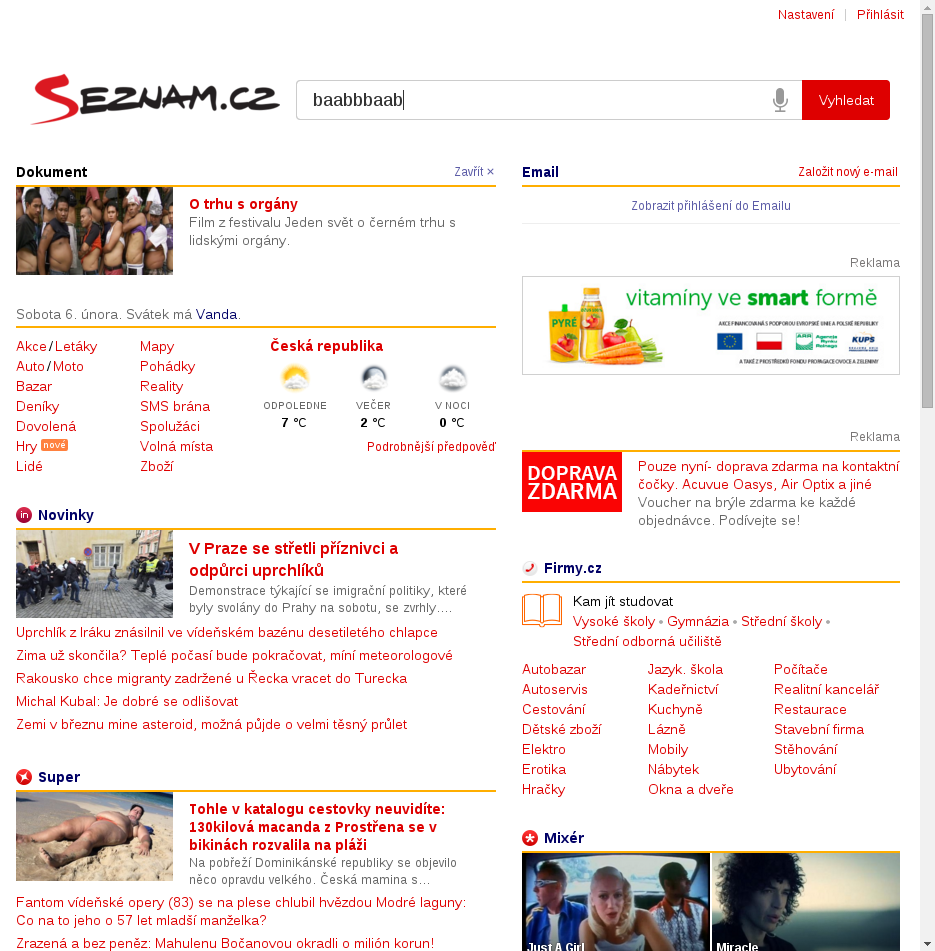 Nastavení | Přihlásit
SEZNAM.CZ
baabbbaab
Vyhledat
Dokument
Zavřít ×
O trhu s orgány
Film z festivalu Jeden svět o černém trhu s
lidskými orgány.
Sobota 6. února. Svátek má Vanda.
Akce/Letáky
Auto/Moto
Bazar
Deníky
Dovolená
Hry nové
Lidé
Mapy
Pohádky
Reality
SMS brána
Spolužáci
Volná místa
Zboží
Česká republika
ODPOLEDNE
7 °C
VEČER
2 °C
V NOCI
0 °C
Podrobnější předpověď
Novinky
V Praze se střetli příznivci a
odpůrci uprchlíků
Demonstrace týkající se imigrační politiky, které
byly svolány do Prahy na sobotu, se zvrhly....
Uprchlík z Iráku znásilnil ve vídeňském bazénu desetiletého chlapce
Zima už skončila? Teplé počasí bude pokračovat, míní meteorologové
Rakousko chce migranty zadržené u Řecka vracet do Turecka
Michal Kubal: Je dobré se odlišovat
Zemi v březnu mine asteroid, možná půjde o velmi těsný průlet
Super
Tohle v katalogu cestovky neuvidíte:
130kilová macanda z Prostřena se v
bikinách rozvalila na pláži
Na pobřeží Dominikánské republiky se objevilo
něco opravdu velkého. Česká mamina s...
Fantom vídeňské opery (83) se na plese chlubil hvězdou Modré laguny:
Co na to jeho o 57 let mladší manželka?
Zrazená a bez peněz: Mahulenu Bočanovou okradli o milión korun!
Email
Založit nový e-mail
Zobrazit přihlášení do Emailu
Reklama
vitamíny ve smart formě
PYRÉ
AKCE FINANCOVANÁ S PODPOROU EVROPSKÉ UNIE A POLSKÉ REPUBLIKY
ARR Agencja Rynku Rolnego
KUPS
A TAKÉ Z PROSTŘEDKŮ FONDU PROPAGACE OVOCE A ZELENINY
Reklama
DOPRAVA
ZDARMA
Pouze nyní- doprava zdarma na kontaktní
čočky. Acuvue Oasys, Air Optix a jiné
Voucher na brýle zdarma ke každé
objednávce. Podívejte se!
Firmy.cz
Kam jít studovat
Vysoké školy • Gymnázia • Střední školy •
Střední odborná učiliště
Autobazar
Autoservis
Cestování
Dětské zboží
Elektro
Erotika
Hračky
Jazyk. škola
Kadeřnictví
Kuchyně
Lázně
Mobily
Nábytek
Okna a dveře
Počítače
Realitní kancelář
Restaurace
Stavební firma
Stěhování
Ubytování
Mixér
Just A Girl
Miracle